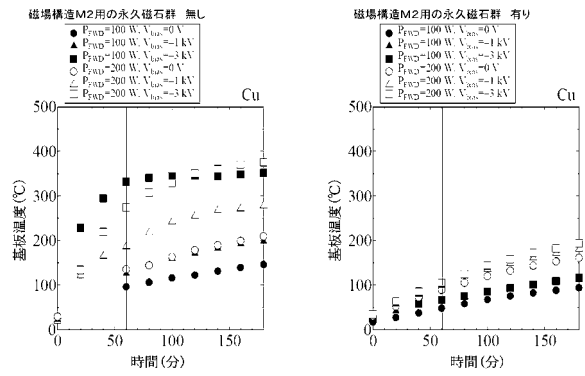 磁場構造M2用の永久磁石群 無し
P_FWD=100 W, V_bias=0 V
P_FWD=100 W, V_bias=−1 kV
P_FWD=100 W, V_bias=−3 kV
P_FWD=200 W, V_bias=0 V
P_FWD=200 W, V_bias=−1 kV
P_FWD=200 W, V_bias=−3 kV
Cu
500
400
300
200
100
0
基板温度(℃)
0 50 100 150
時間(分)
磁場構造M2用の永久磁石群 有り
P_FWD=100 W, V_bias=0 V
P_FWD=100 W, V_bias=−1 kV
P_FWD=100 W, V_bias=−3 kV
P_FWD=200 W, V_bias=0 V
P_FWD=200 W, V_bias=−1 kV
P_FWD=200 W, V_bias=−3 kV
Cu
500
400
300
200
100
0
基板温度(℃)
0 50 100 150
時間(分)